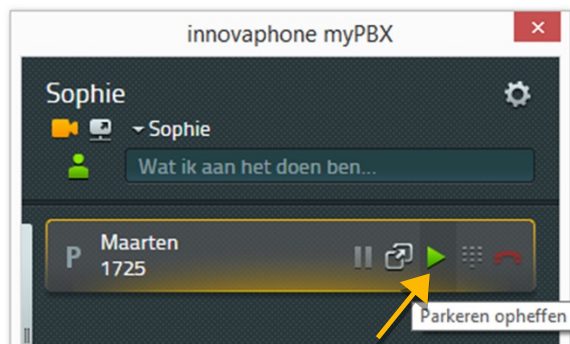 innovaphone myPBX
Sophie
Sophie
Wat ik aan het doen ben...
P
Maarten
1725
Parkeren opheffen